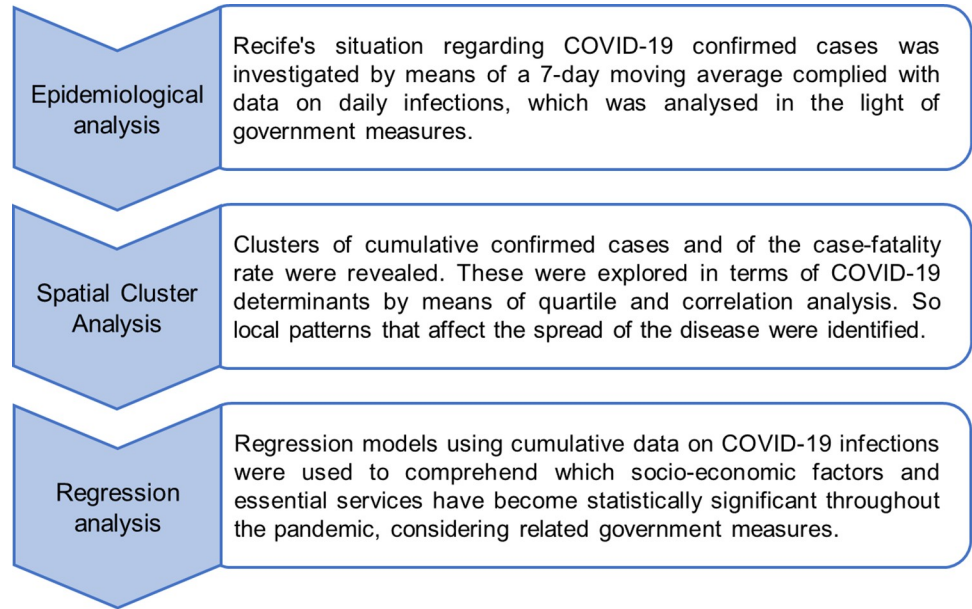 Epidemiological
analysis
Recife's situation regarding COVID-19 confirmed cases was
investigated by means of a 7-day moving average complied with
data on daily infections, which was analysed in the light of
government measures.
Spatial Cluster
Analysis
Clusters of cumulative confirmed cases and of the case-fatality
rate were revealed. These were explored in terms of COVID-19
determinants by means of quartile and correlation analysis. So
local patterns that affect the spread of the disease were identified.
Regression
analysis
Regression models using cumulative data on COVID-19 infections
were used to comprehend which socio-economic factors and
essential services have become statistically significant throughout
the pandemic, considering related government measures.